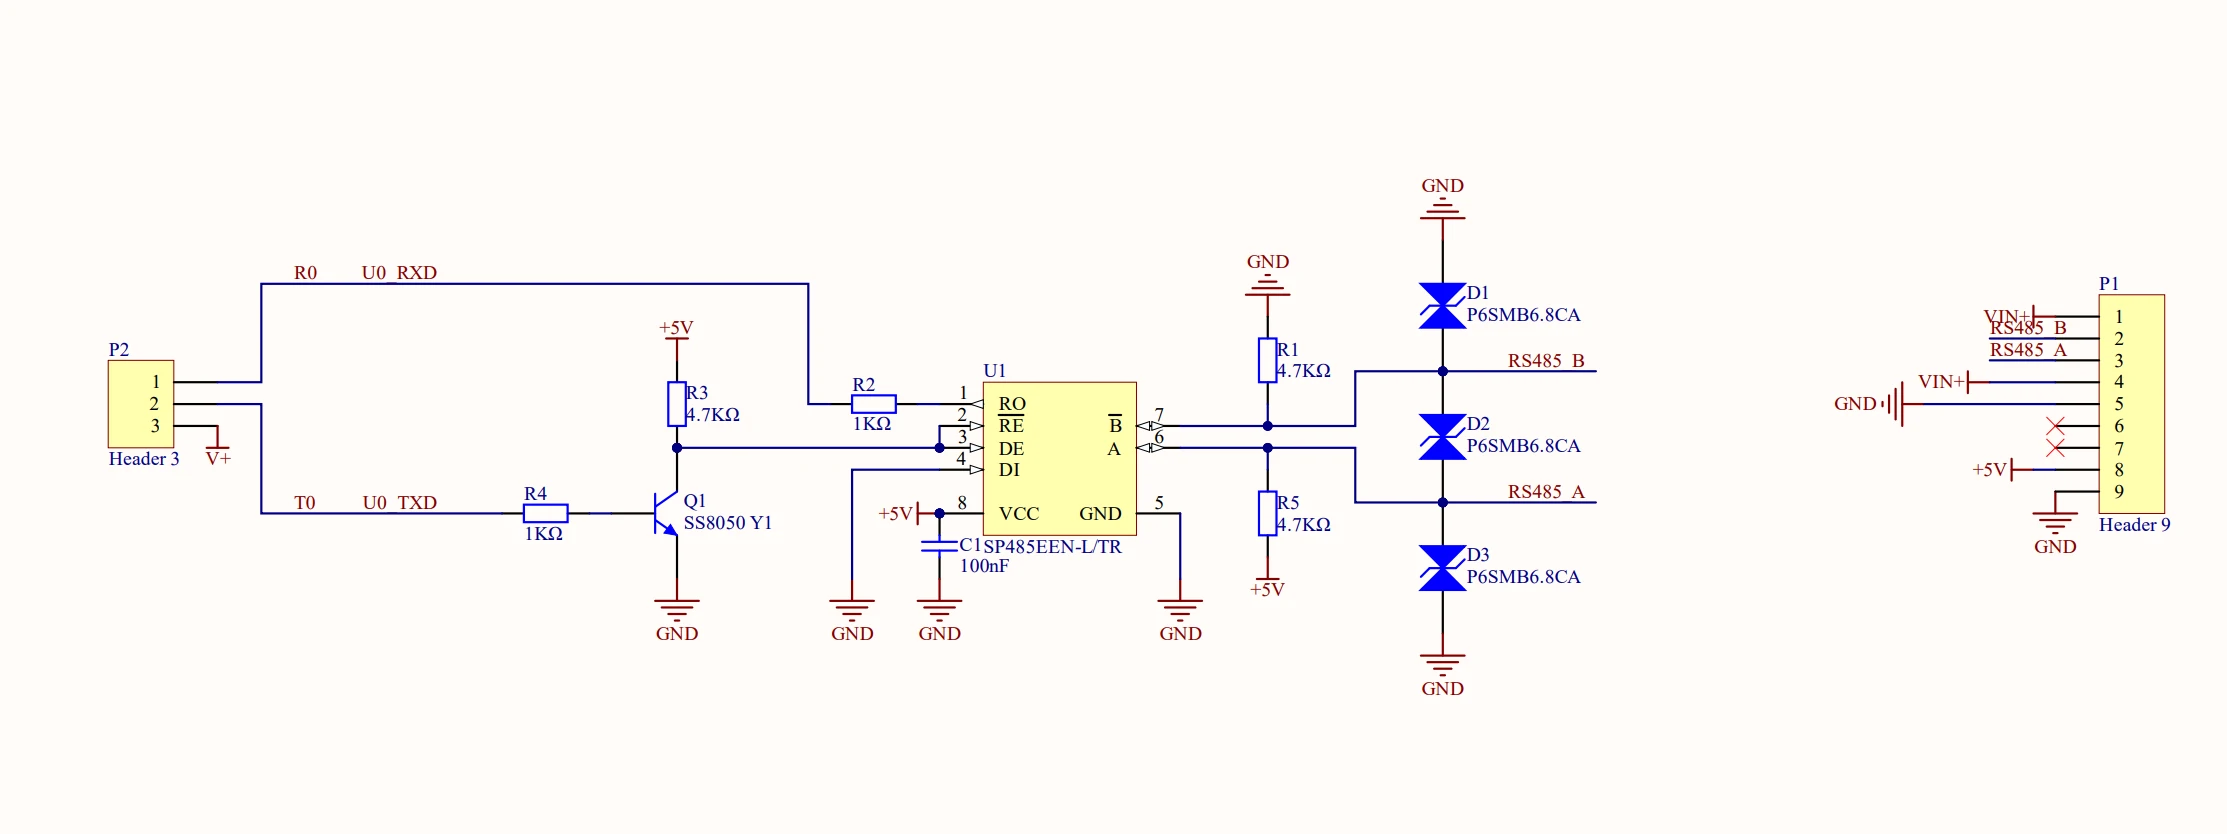 GND
GND
R0 U0_RXD
P1
D1
P6SMB6.8CA
VIN+
1
RS485_B
2
RS485_A
3
VIN+
4
GND
5
6
7
+5V
8
9
Header 9
GND
+5V
P2
1
2
3
Header 3
V+
R3
4.7KΩ
R2
1KΩ
U1
1
RO
2
RE
3
DE
4
DI
8
VCC
7
B
6
A
5
GND
SP485EEN-L/TR
R1
4.7KΩ
RS485_B
D2
P6SMB6.8CA
T0 U0_TXD
R4
1KΩ
Q1
SS8050 Y1
+5V
C1
100nF
R5
4.7KΩ
+5V
RS485_A
D3
P6SMB6.8CA
GND
GND
GND
GND
GND